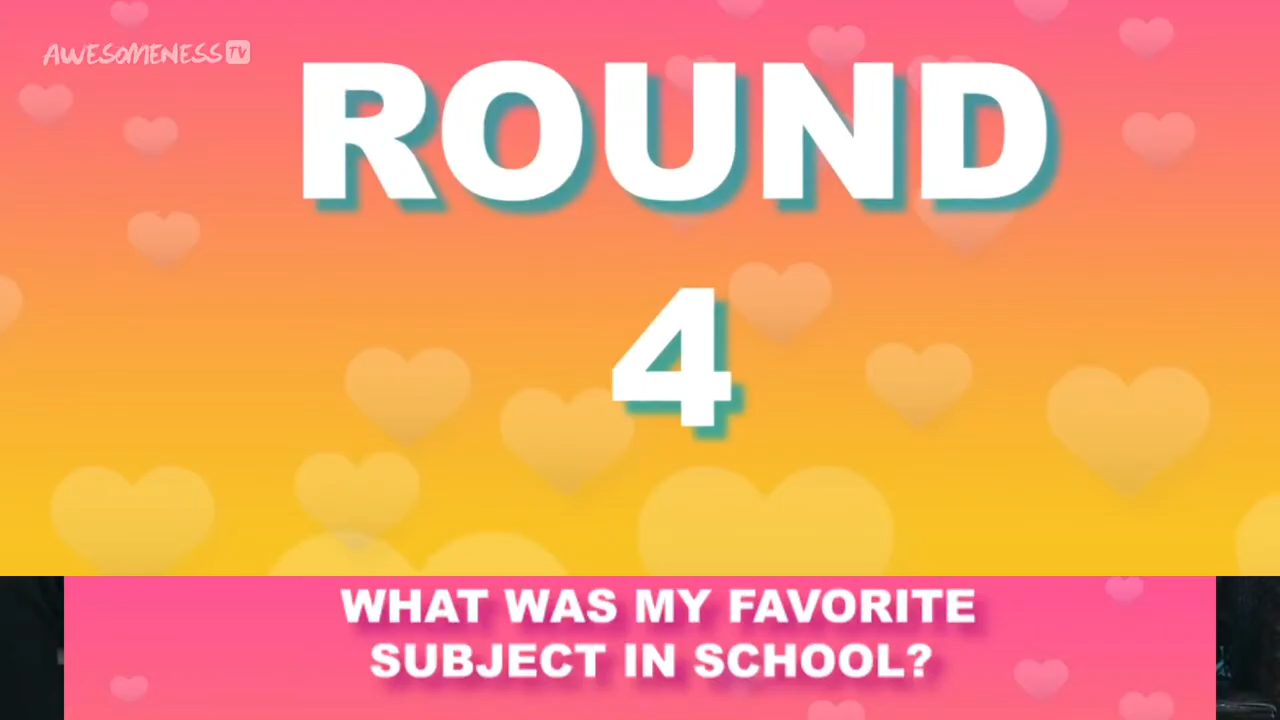 AWESOMENESS TV
ROUND
4
WHAT WAS MY FAVORITE
SUBJECT IN SCHOOL?